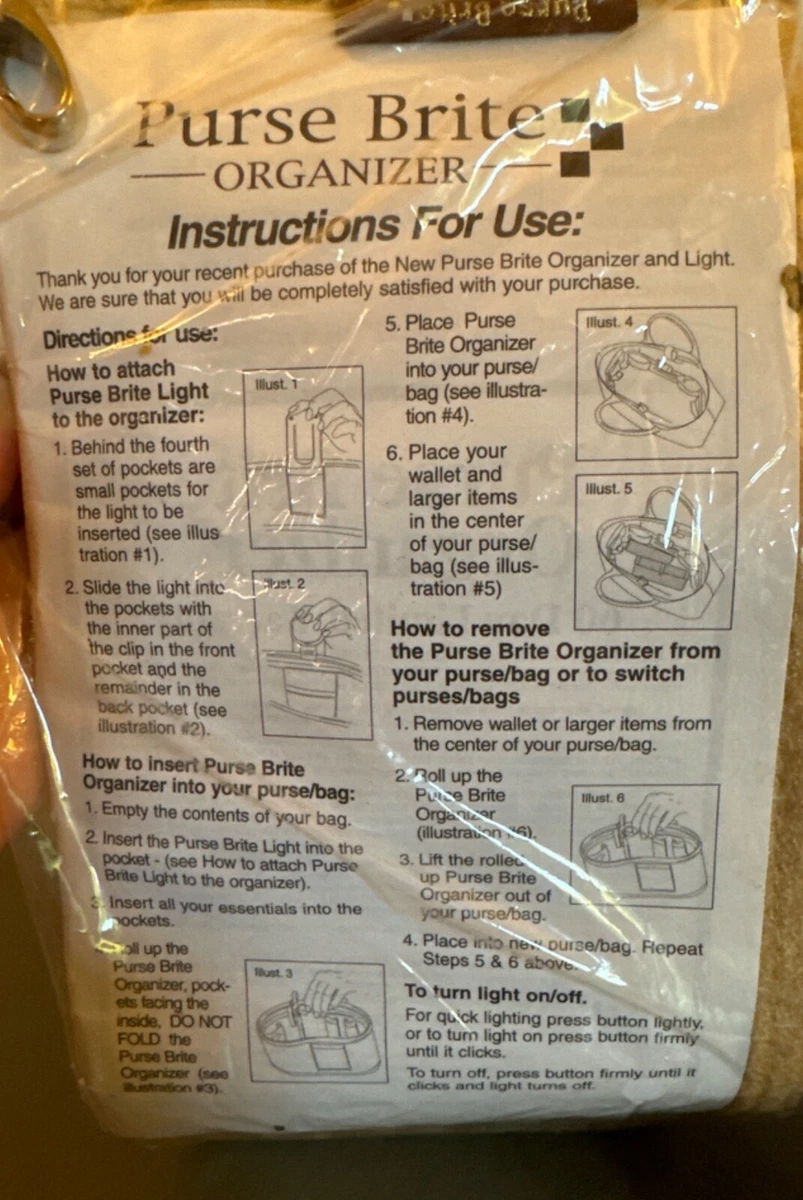 Purse Brite
Purse Brite
ORGANIZER
Instructions For Use:
Thank you for your recent purchase of the New Purse Brite Organizer and Light.
We are sure that you will be completely satisfied with your purchase.
Directions for use:
How to attach
Purse Brite Light
to the organizer:
Illust. 1
1. Behind the fourth
set of pockets are
small pockets for
the light to be
inserted (see illus
tration #1).
2. Slide the light into
the pockets with
the inner part of
the clip in the front
pocket and the
remainder in the
back pocket (see
illustration #2).
Illust. 2
How to insert Purse Brite
Organizer into your purse/bag:
1. Empty the contents of your bag.
2. Insert the Purse Brite Light into the
pocket - (see How to attach Purse
Brite Light to the organizer).
3. Insert all your essentials into the
pockets.
4. Roll up the
Purse Brite
Organizer, pock-
ets facing the
inside, DO NOT
FOLD the
Purse Brite
Organizer (see
illustration #3).
Illust. 3
5. Place Purse
Brite Organizer
into your purse/
bag (see illustra-
tion #4).
Illust. 4
6. Place your
wallet and
larger items
in the center
of your purse/
bag (see illus-
tration #5)
Illust. 5
How to remove
the Purse Brite Organizer from
your purse/bag or to switch
purses/bags
1. Remove wallet or larger items from
the center of your purse/bag.
2. Roll up the
Purse Brite
Organizer
(illustration #6).
Illust. 6
3. Lift the rolled
up Purse Brite
Organizer out of
your purse/bag.
4. Place into new purse/bag. Repeat
Steps 5 & 6 above.
To turn light on/off.
For quick lighting press button lightly,
or to turn light on press button firmly
until it clicks.
To turn off, press button firmly until it
clicks and light turns off.